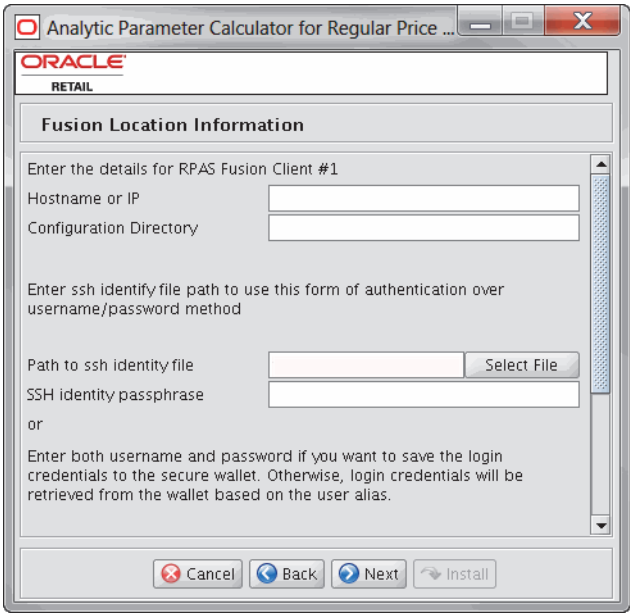 Analytic Parameter Calculator for Regular Price ...
ORACLE
RETAIL
Fusion Location Information
Enter the details for RPAS Fusion Client #1
Hostname or IP
Configuration Directory
Enter ssh identify file path to use this form of authentication over
username/password method
Path to ssh identity file
Select File
SSH identity passphrase
or
Enter both username and password if you want to save the login
credentials to the secure wallet. Otherwise, login credentials will be
retrieved from the wallet based on the user alias.
Cancel Back Next Install